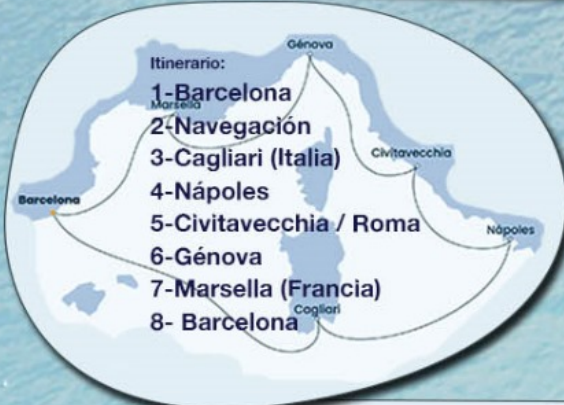 Génova
Itinerario:
1-Barcelona
Marsella
2-Navegación
3-Cagliari (Italia)
Civitavecchia
4-Nápoles
Barcelona
5-Civitavecchia / Roma
Nápoles
6-Génova
7-Marsella (Francia)
8- Barcelona
Cagliari